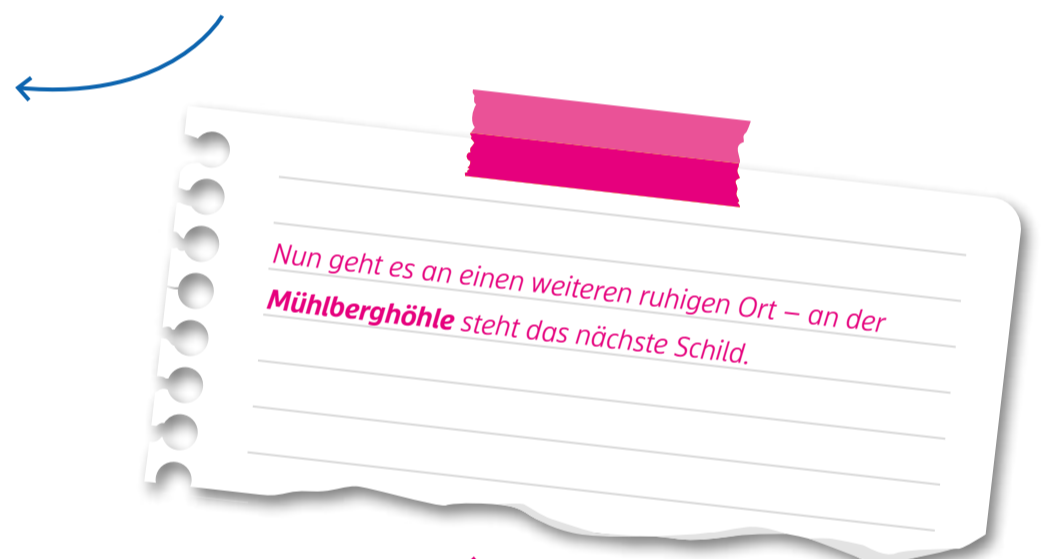 Nun geht es an einen weiteren ruhigen Ort – an der
Mühlberghöhle steht das nächste Schild.